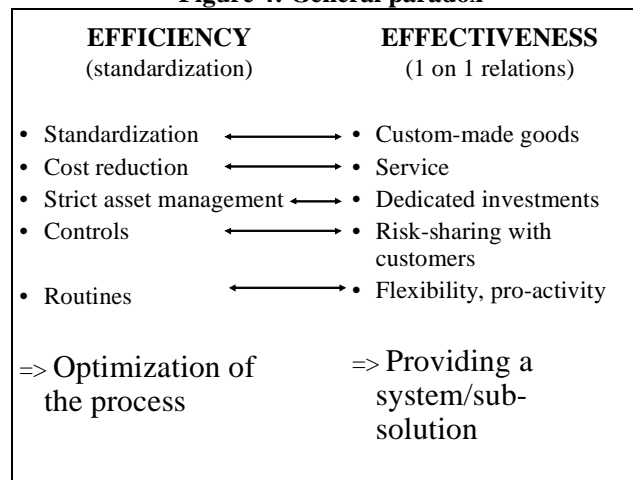 Figure 4: General paradox
EFFICIENCY
(standardization)
• Standardization
• Cost reduction
• Strict asset management
• Controls
• Routines
=> Optimization of
the process
EFFECTIVENESS
(1 on 1 relations)
• Custom-made goods
• Service
• Dedicated investments
• Risk-sharing with
customers
• Flexibility, pro-activity
=> Providing a
system/sub-
solution